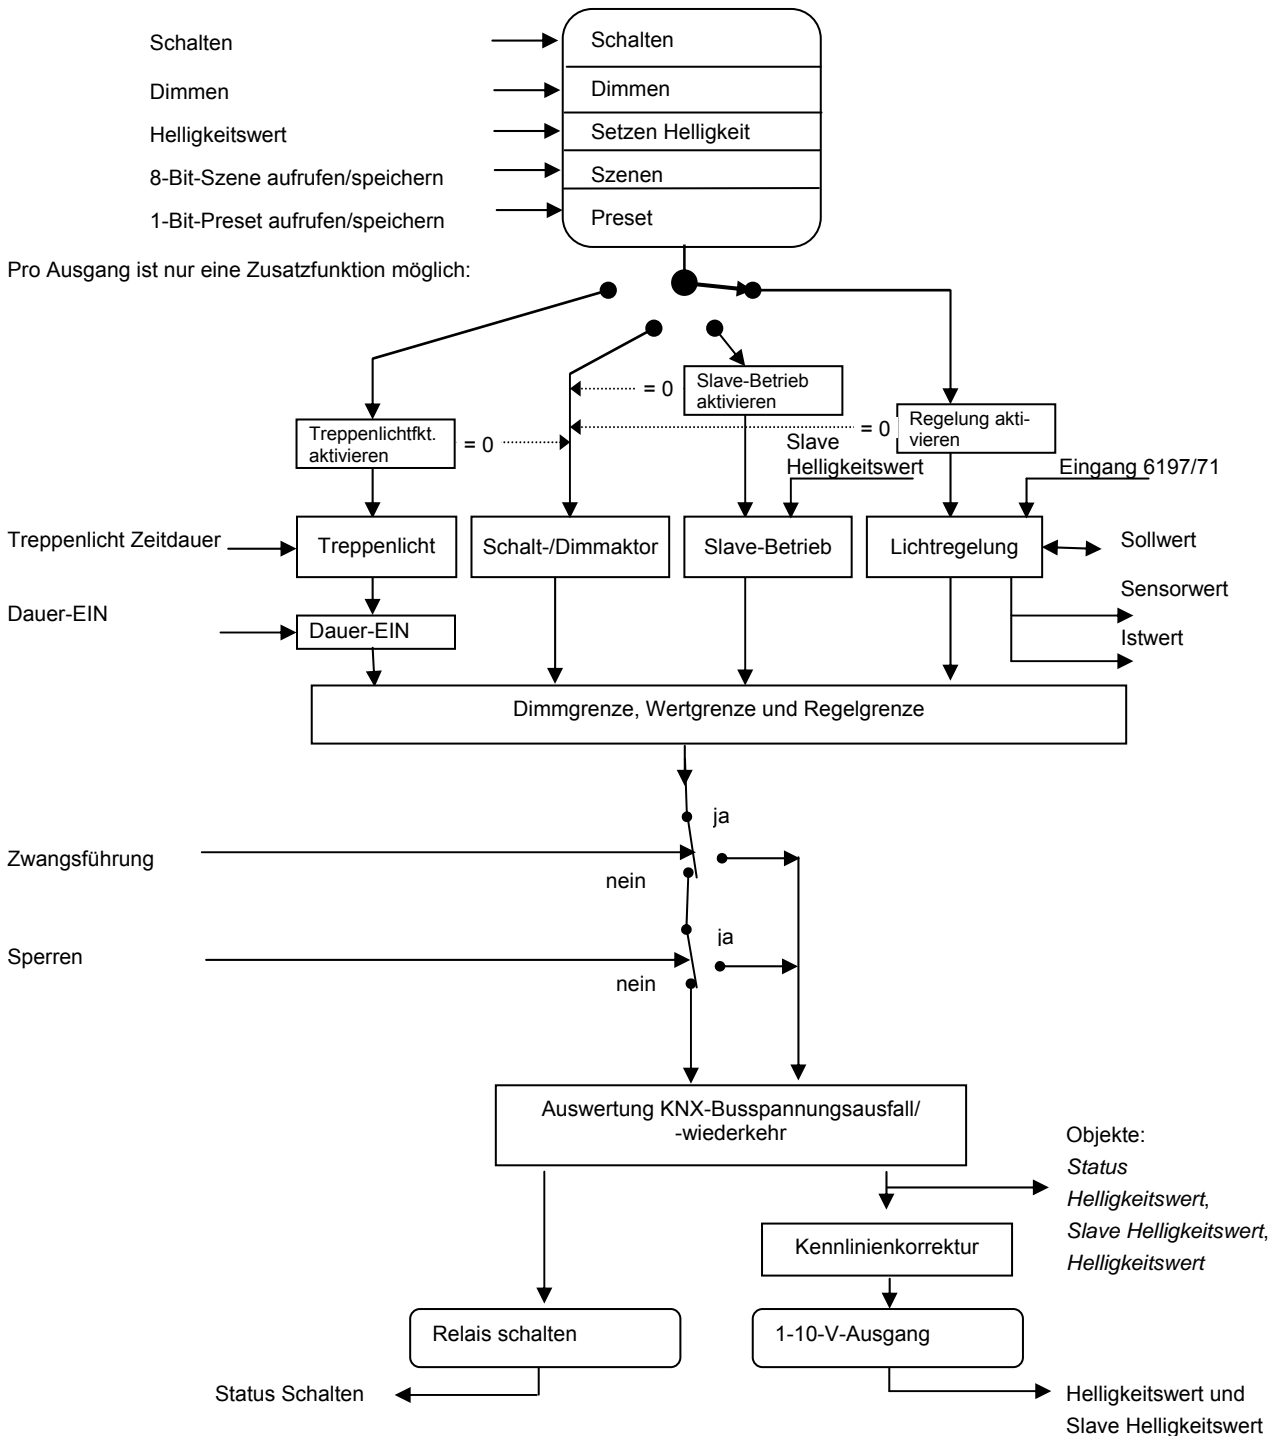 Schalten
Schalten
Dimmen
Dimmen
Helligkeitswert
Setzen Helligkeit
8-Bit-Szene aufrufen/speichern
Szenen
1-Bit-Preset aufrufen/speichern
Preset
Pro Ausgang ist nur eine Zusatzfunktion möglich:
Treppenlichtfkt.
aktivieren
= 0
= 0
Slave-Betrieb
aktivieren
= 0
Regelung akti-
vieren
Slave
Helligkeitswert
Eingang 6197/71
Treppenlicht Zeitdauer
Treppenlicht
Schalt-/Dimmaktor
Slave-Betrieb
Lichtregelung
Sollwert
Sensorwert
Istwert
Dauer-EIN
Dauer-EIN
Dimmgrenze, Wertgrenze und Regelgrenze
ja
Zwangsführung
nein
ja
Sperren
nein
Auswertung KNX-Busspannungsausfall/
-wiederkehr
Objekte:
Status
Helligkeitswert,
Slave Helligkeitswert,
Helligkeitswert
Kennlinienkorrektur
Relais schalten
1-10-V-Ausgang
Status Schalten
Helligkeitswert und
Slave Helligkeitswert